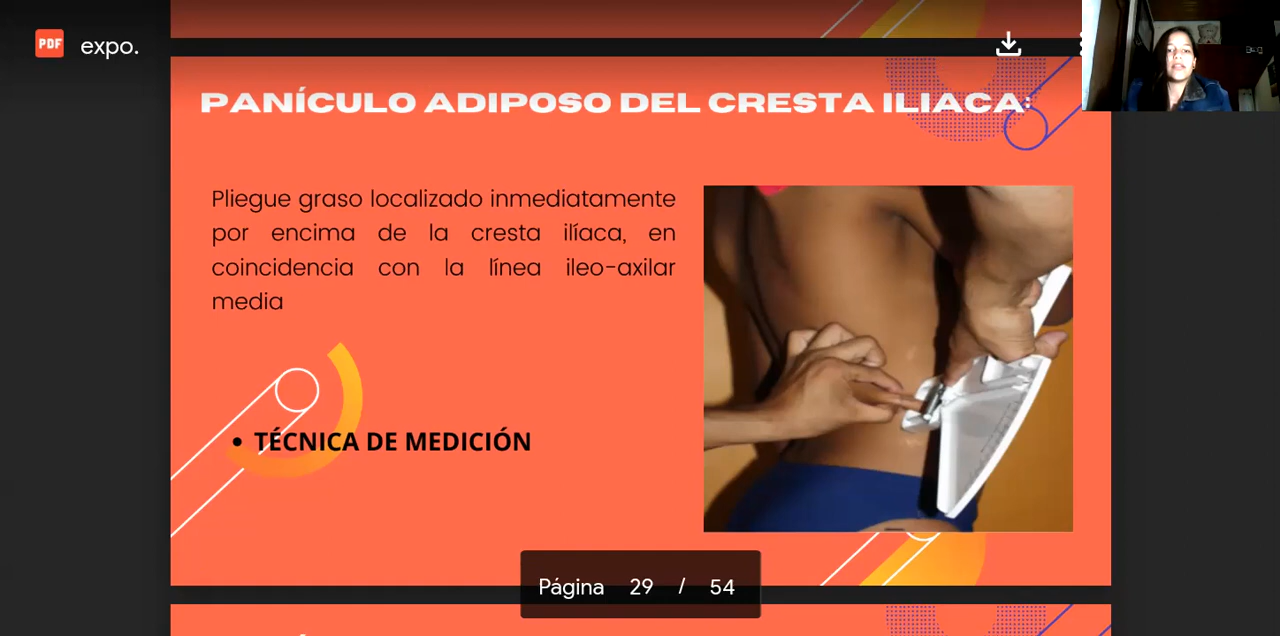 PDF expo.
PANÍCULO ADIPOSO DEL CRESTA ILIACA:
Pliegue graso localizado inmediatamente
por encima de la cresta ilíaca, en
coincidencia con la línea ileo-axilar
media
• TÉCNICA DE MEDICIÓN
Página 29 / 54